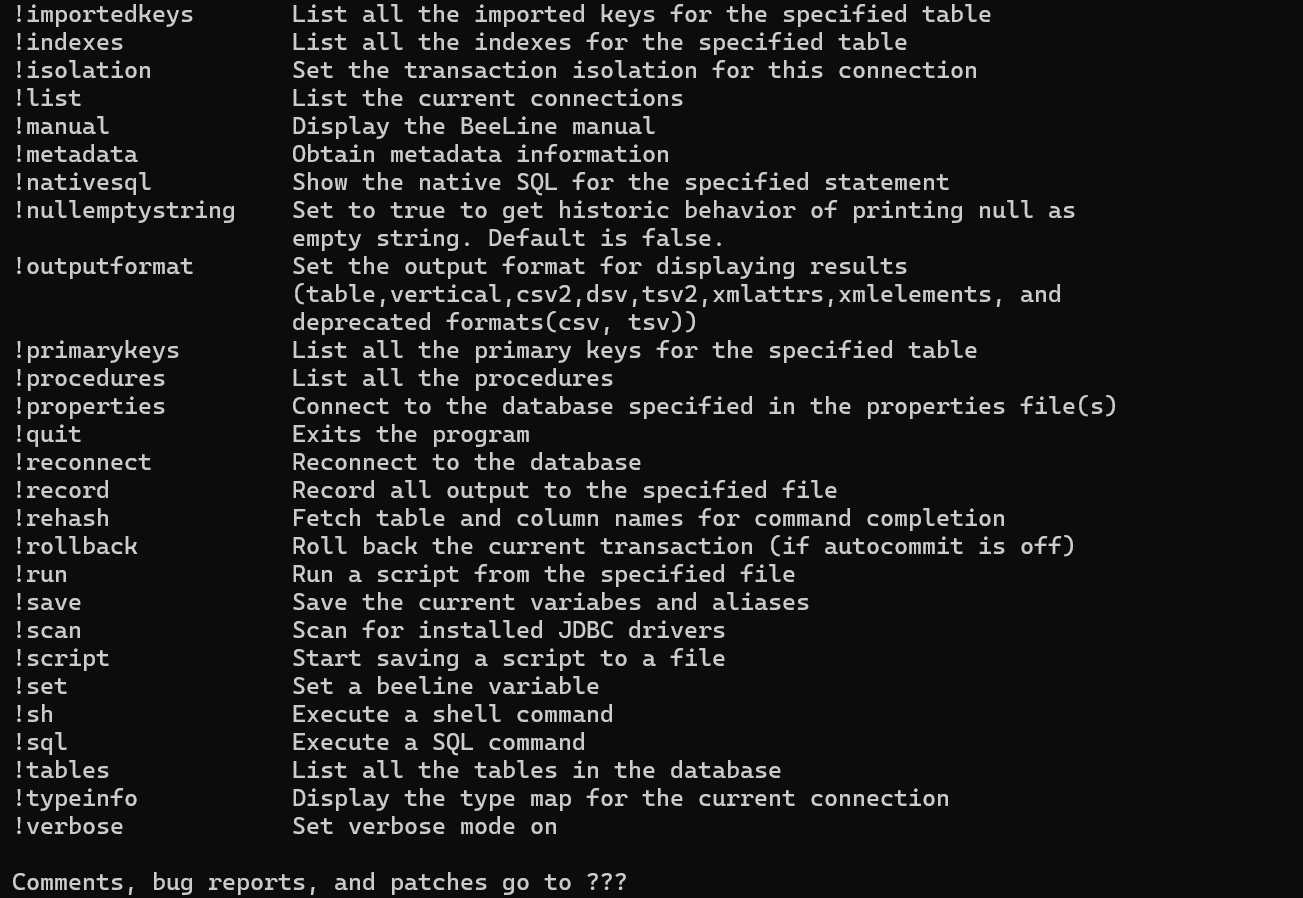 !importedkeys       List all the imported keys for the specified table
!indexes            List all the indexes for the specified table
!isolation          Set the transaction isolation for this connection
!list               List the current connections
!manual             Display the BeeLine manual
!metadata           Obtain metadata information
!nativesql          Show the native SQL for the specified statement
!nullemptystring    Set to true to get historic behavior of printing null as
                    empty string. Default is false.
!outputformat       Set the output format for displaying results
                    (table,vertical,csv2,dsv,tsv2,xmlattrs,xmlelements, and
                    deprecated formats(csv, tsv))
!primarykeys        List all the primary keys for the specified table
!procedures         List all the procedures
!properties         Connect to the database specified in the properties file(s)
!quit               Exits the program
!reconnect          Reconnect to the database
!record             Record all output to the specified file
!rehash             Fetch table and column names for command completion
!rollback           Roll back the current transaction (if autocommit is off)
!run                Run a script from the specified file
!save               Save the current variabes and aliases
!scan               Scan for installed JDBC drivers
!script             Start saving a script to a file
!set                Set a beeline variable
!sh                 Execute a shell command
!sql                Execute a SQL command
!tables             List all the tables in the database
!typeinfo           Display the type map for the current connection
!verbose            Set verbose mode on

Comments, bug reports, and patches go to ???